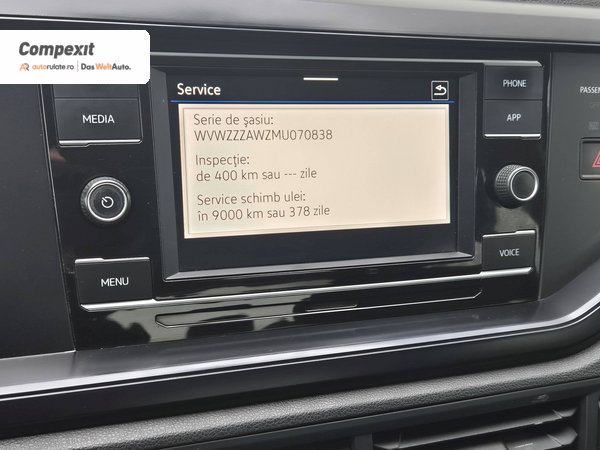 Compexit
autorulate.ro | Das WeltAuto.
Service
Serie de şasiu:
WVWZZZAWZMU070838
Inspecţie:
de 400 km sau --- zile
Service schimb ulei:
în 9000 km sau 378 zile
MEDIA
MENU
PHONE
APP
VOICE
PASSEN